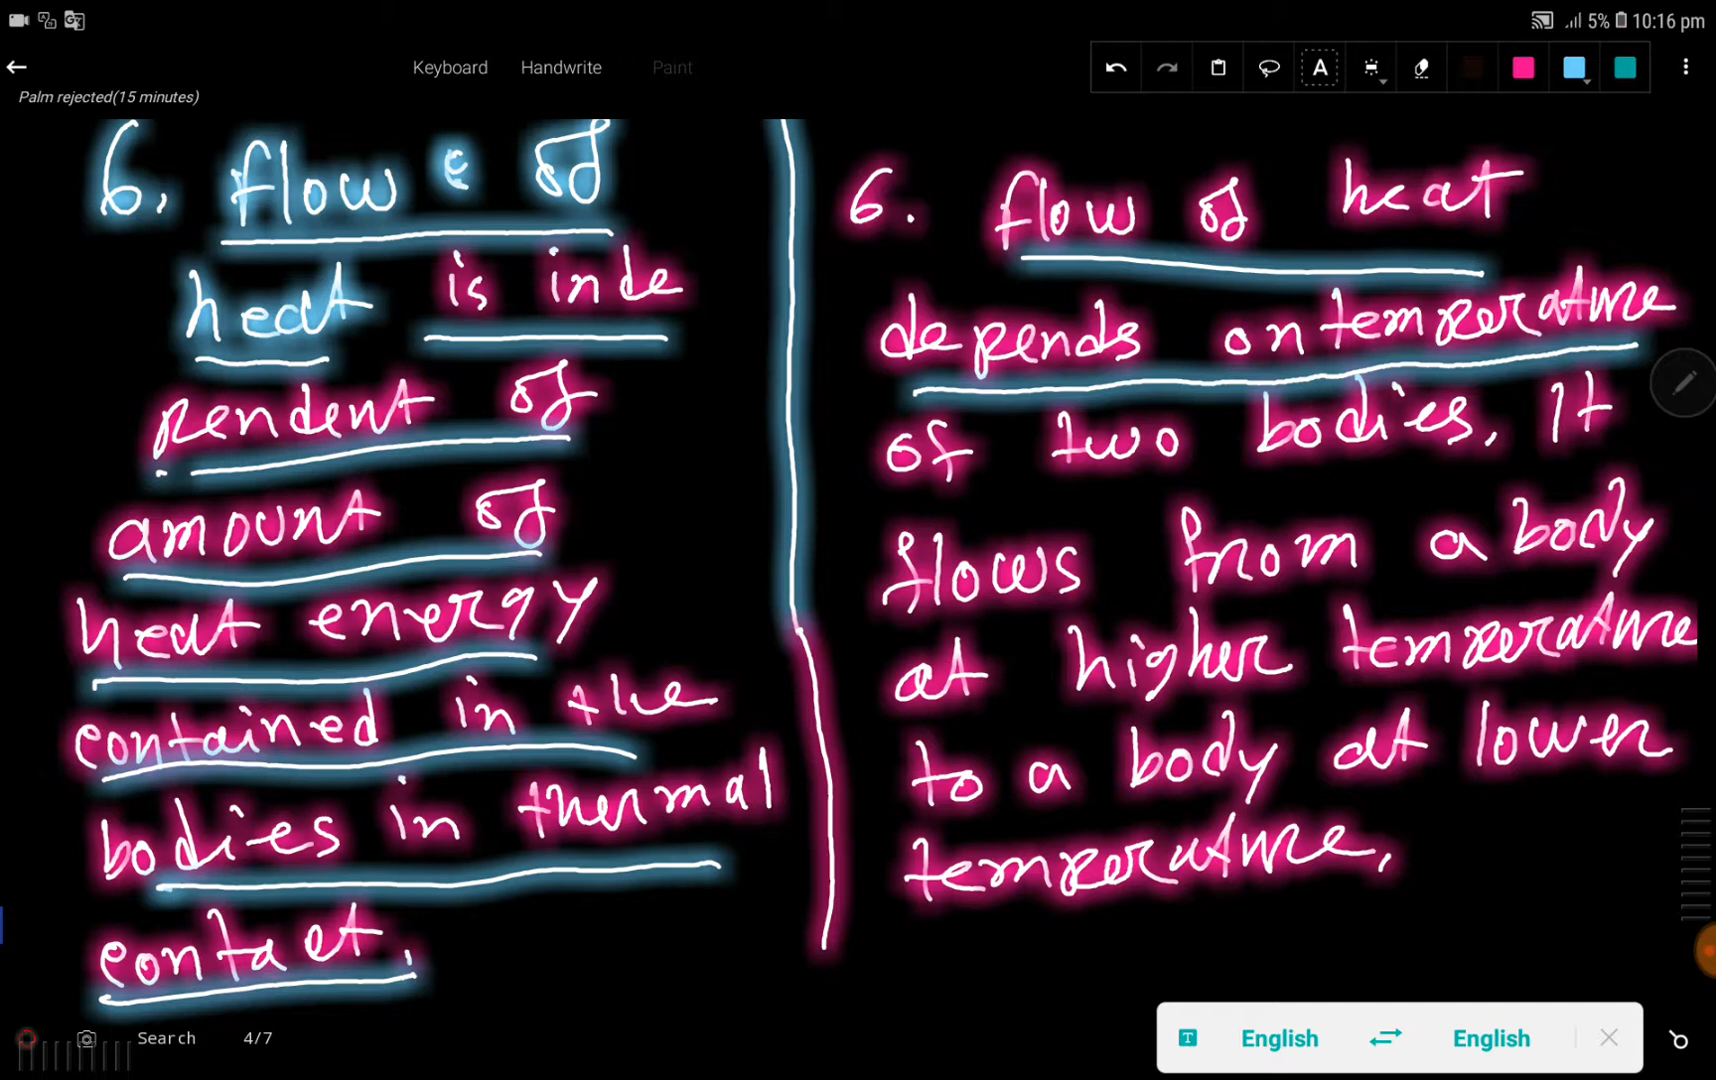 5% 10:16 pm
Keyboard Handwrite Paint
A
Palm rejected(15 minutes)
6. flow e of
heat is inde
pendent of
amount of
heat energy
contained in the
bodies in thermal
contact.
6. flow of heat
depends on temperature
of two bodies. It
flows from a body
at higher temperature
to a body at lower
temperature.
Search 4/7
T English English